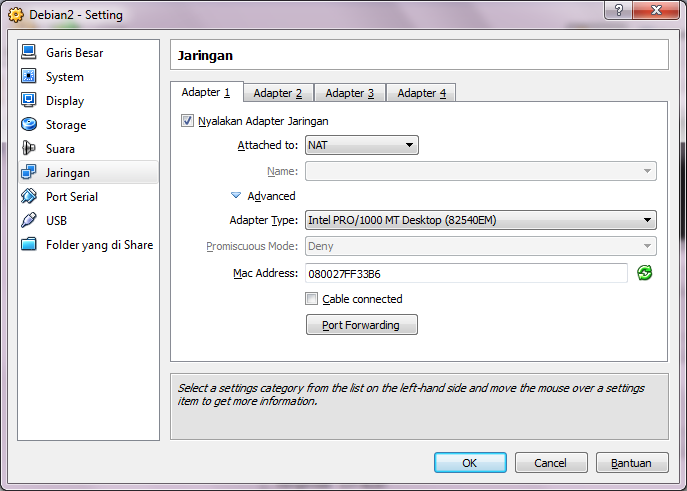 Debian2 - Setting
Garis Besar
System
Display
Storage
Suara
Jaringan
Port Serial
USB
Folder yang di Share
Jaringan
Adapter 1
Adapter 2
Adapter 3
Adapter 4
Nyalakan Adapter Jaringan
Attached to: NAT
Name:
Advanced
Adapter Type: Intel PRO/1000 MT Desktop (82540EM)
Promiscuous Mode: Deny
Mac Address: 080027FF33B6
Cable connected
Port Forwarding
Select a settings category from the list on the left-hand side and move the mouse over a settings
item to get more information.
OK
Cancel
Bantuan